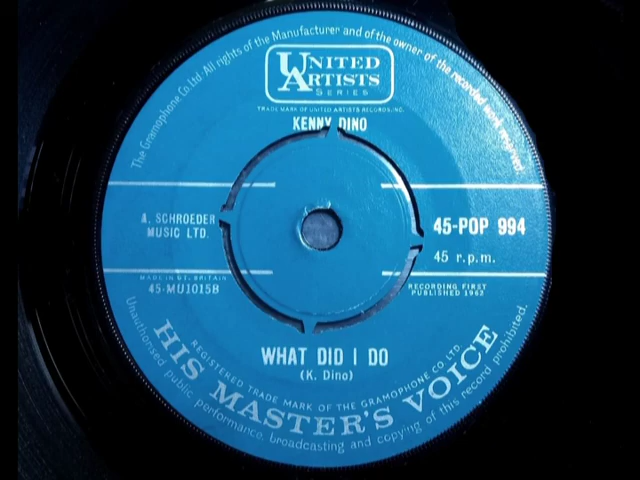 The Gramophone Co Ltd. All rights of the Manufacturer and of the owner of the recorded work reserved.
UNITED
ARTISTS
SERIES
TRADE MARK OF UNITED ARTISTS RECORDS, INC.
KENNY DINO
A. SCHROEDER
MUSIC LTD.
45-POP 994
45 r.p.m.
MADE IN GT. BRITAIN
45-MU1015B
RECORDING FIRST
PUBLISHED 1962
WHAT DID I DO
(K. Dino)
REGISTERED TRADE MARK OF THE GRAMOPHONE CO LTD.
HIS MASTER'S VOICE
Unauthorised public performance, broadcasting and copying of this record prohibited.